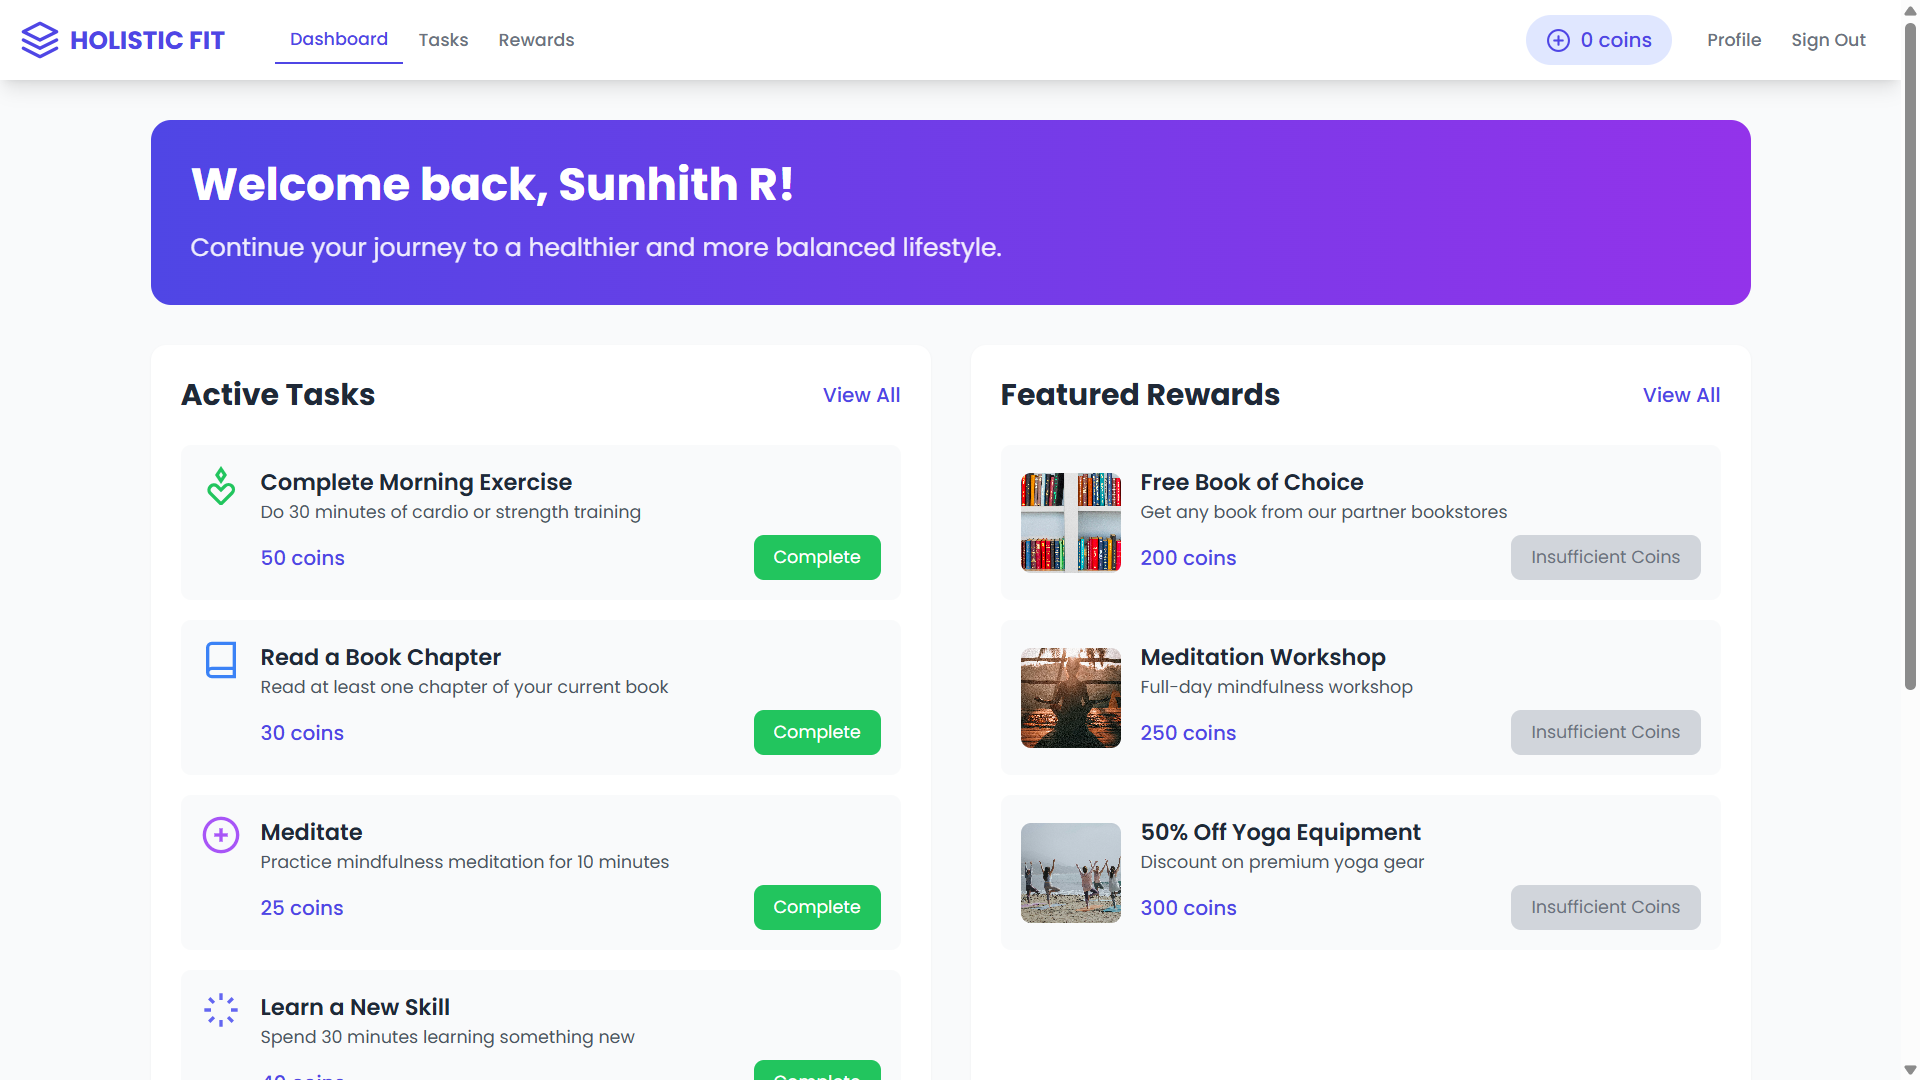 HOLISTIC FIT
Dashboard
Tasks
Rewards
0 coins
Profile
Sign Out
Welcome back, Sunhith R!
Continue your journey to a healthier and more balanced lifestyle.
Active Tasks
View All
Complete Morning Exercise
Do 30 minutes of cardio or strength training
50 coins
Complete
Read a Book Chapter
Read at least one chapter of your current book
30 coins
Complete
Meditate
Practice mindfulness meditation for 10 minutes
25 coins
Complete
Learn a New Skill
Spend 30 minutes learning something new
40 coins
Complete
Featured Rewards
View All
Free Book of Choice
Get any book from our partner bookstores
200 coins
Insufficient Coins
Meditation Workshop
Full-day mindfulness workshop
250 coins
Insufficient Coins
50% Off Yoga Equipment
Discount on premium yoga gear
300 coins
Insufficient Coins